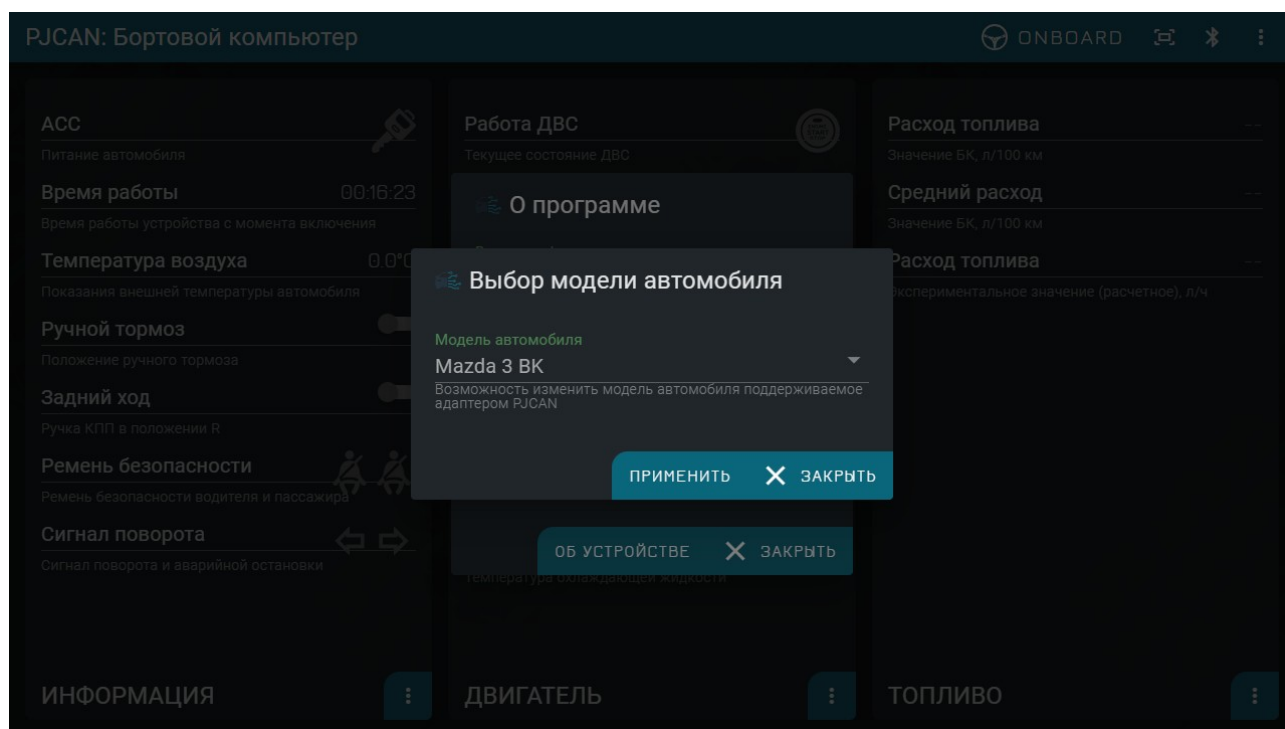 PJCAN: Бортовой компьютер
ONBOARD
ACC
Питание автомобиля
Время работы 00:16:23
Время работы устройства с момента включения
Температура воздуха 0.0°
Показания внешней температуры автомобиля
Ручной тормоз
Положение ручного тормоза
Задний ход
Ручка КПП в положении R
Ремень безопасности
Ремень безопасности водителя и пассажира
Сигнал поворота
Сигнал поворота и аварийной остановки
ИНФОРМАЦИЯ
Работа ДВС
Текущее состояние ДВС
О программе
Выбор модели автомобиля
Модель автомобиля
Mazda 3 BK
Возможность изменить модель автомобиля поддерживаемое
адаптером PJCAN
ПРИМЕНИТЬ ЗАКРЫТЬ
ОБ УСТРОЙСТВЕ ЗАКРЫТЬ
Температура охлаждающей жидкости
ДВИГАТЕЛЬ
Расход топлива --
Значение БК, л/100 км
Средний расход --
Значение БК, л/100 км
Расход топлива --
Экспериментальное значение (расчетное), л/ч
ТОПЛИВО